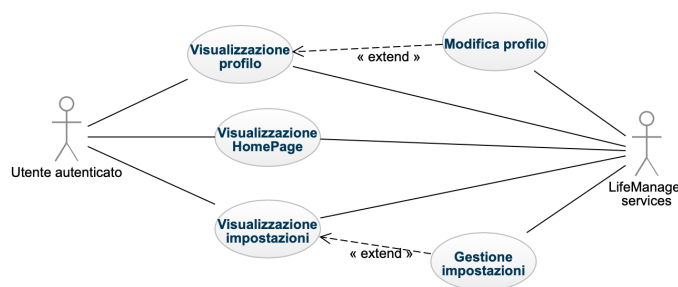 Visualizzazione
profilo
« extend »
Modifica profilo
Visualizzazione
HomePage
Utente autenticato
LifeManage
services
Visualizzazione
impostazioni
« extend »
Gestione
impostazioni